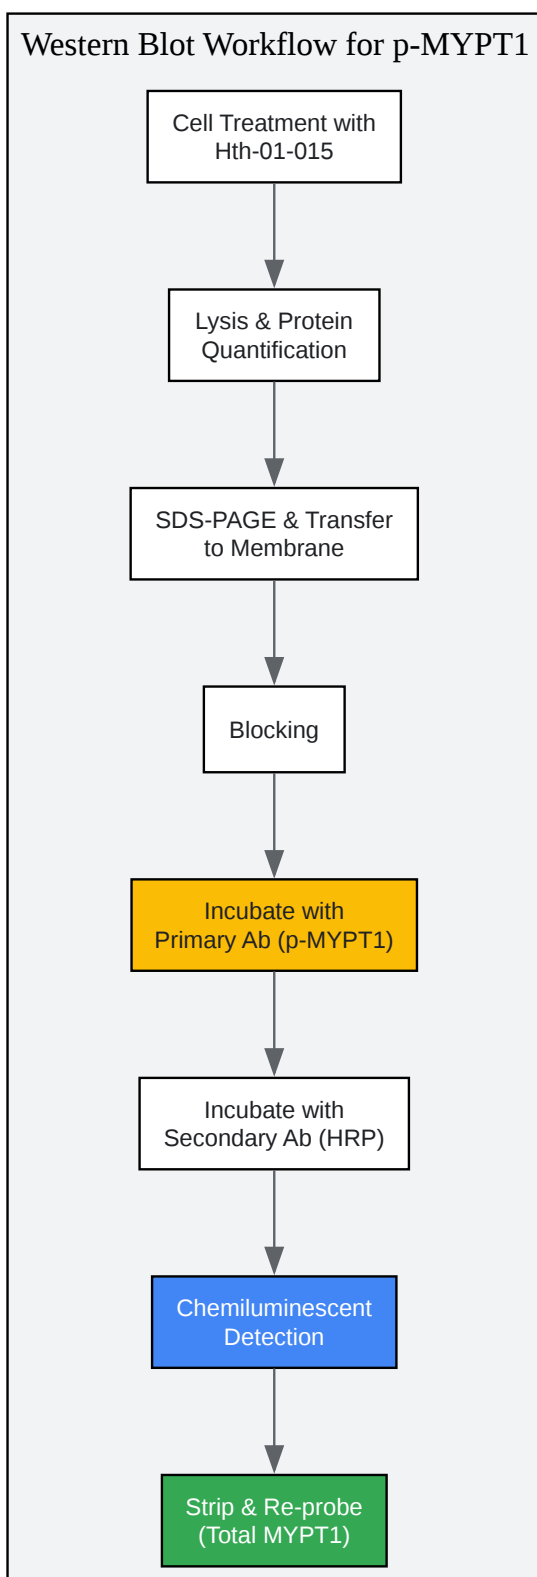 Western Blot Workflow for p-MYPT1
Cell Treatment with
Hth-01-015
Lysis & Protein
Quantification
SDS-PAGE & Transfer
to Membrane
Blocking
Incubate with
Primary Ab (p-MYPT1)
Incubate with
Secondary Ab (HRP)
Chemiluminescent
Detection
Strip & Re-probe
(Total MYPT1)